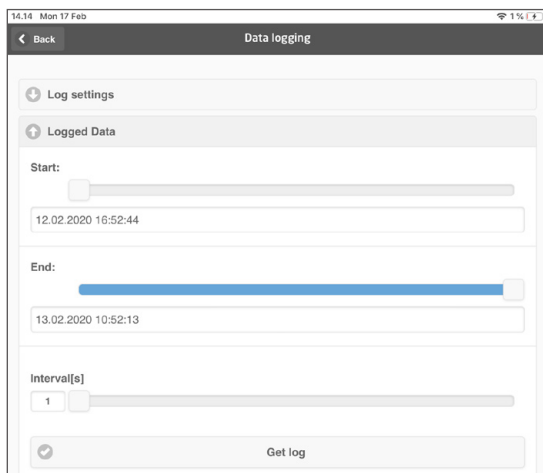 14.14 Mon 17 Feb 1 %
Back Data logging
Log settings
Logged Data
Start:
12.02.2020 16:52:44
End:
13.02.2020 10:52:13
Interval[s]
1
Get log